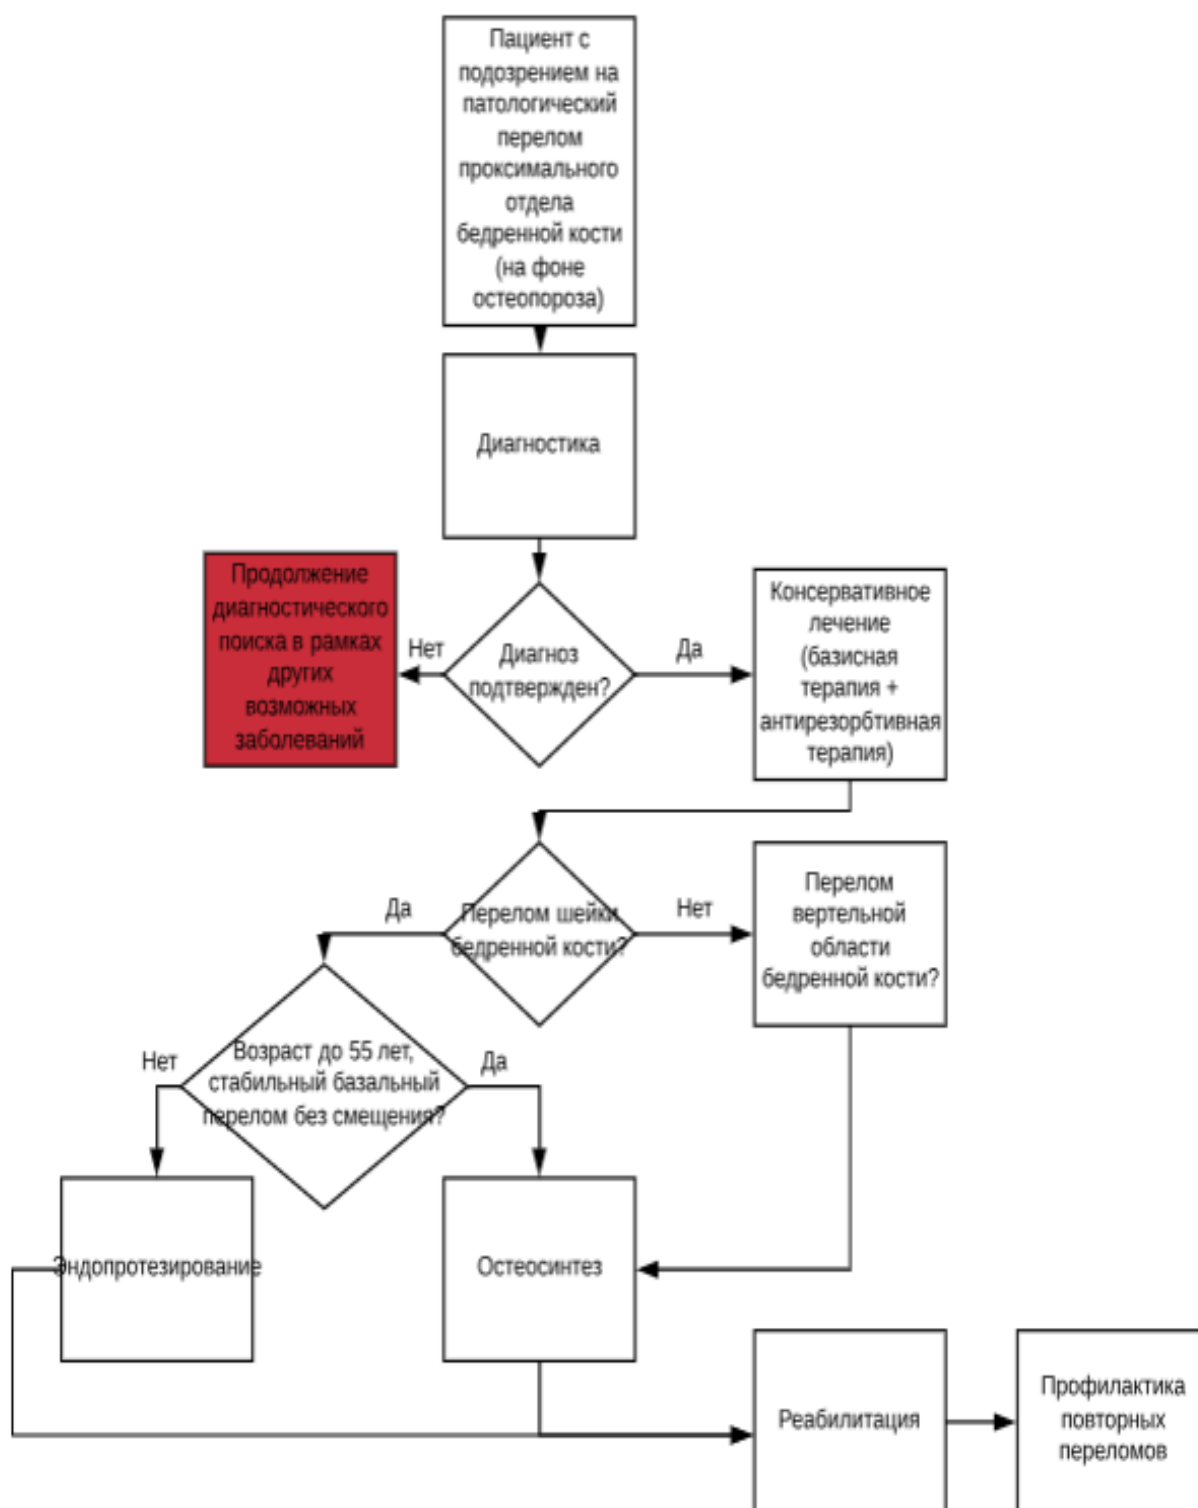 Пациент с
подозрением на
патологический
перелом
проксимального
отдела
бедренной кости
(на фоне
остеопороза)
Диагностика
Продолжение
диагностического
поиска в рамках
других
возможных
заболеваний
Нет
Диагноз
подтвержден?
Да
Консервативное
лечение
(базисная
терапия +
антирезорбтивная
терапия)
Да
Перелом шейки
бедренной кости?
Нет
Перелом
вертельной
области
бедренной кости?
Нет
Возраст до 55 лет,
стабильный базальный
перелом без смещения?
Да
Эндопротезирование
Остеосинтез
Реабилитация
Профилактика
повторных
переломов